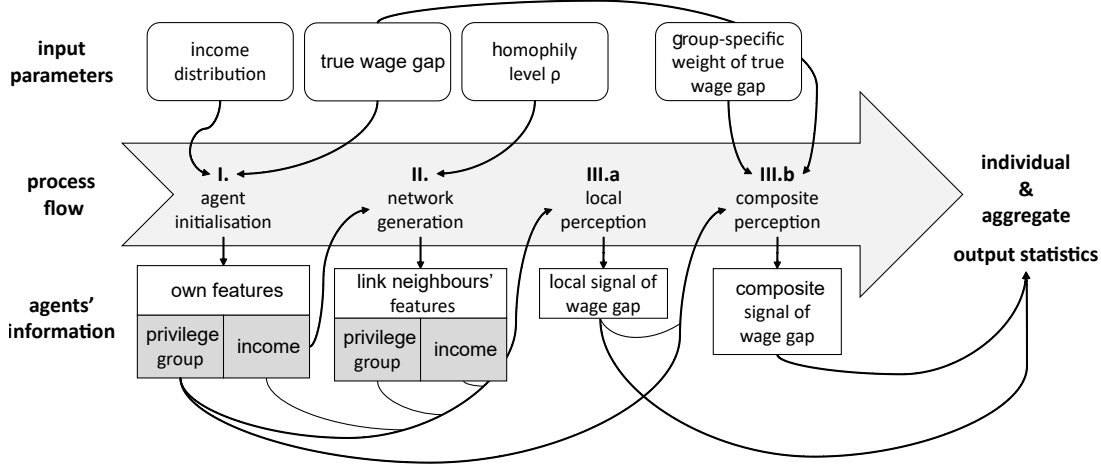 input
parameters
income
distribution
true wage gap
homophily
level ρ
group-specific
weight of true
wage gap
process
flow
I.
agent
initialisation
II.
network
generation
III.a
local
perception
III.b
composite
perception
individual
&
aggregate
output statistics
agents'
information
own features
privilege
group
income
link neighbours'
features
privilege
group
income
local signal of
wage gap
composite
signal of
wage gap